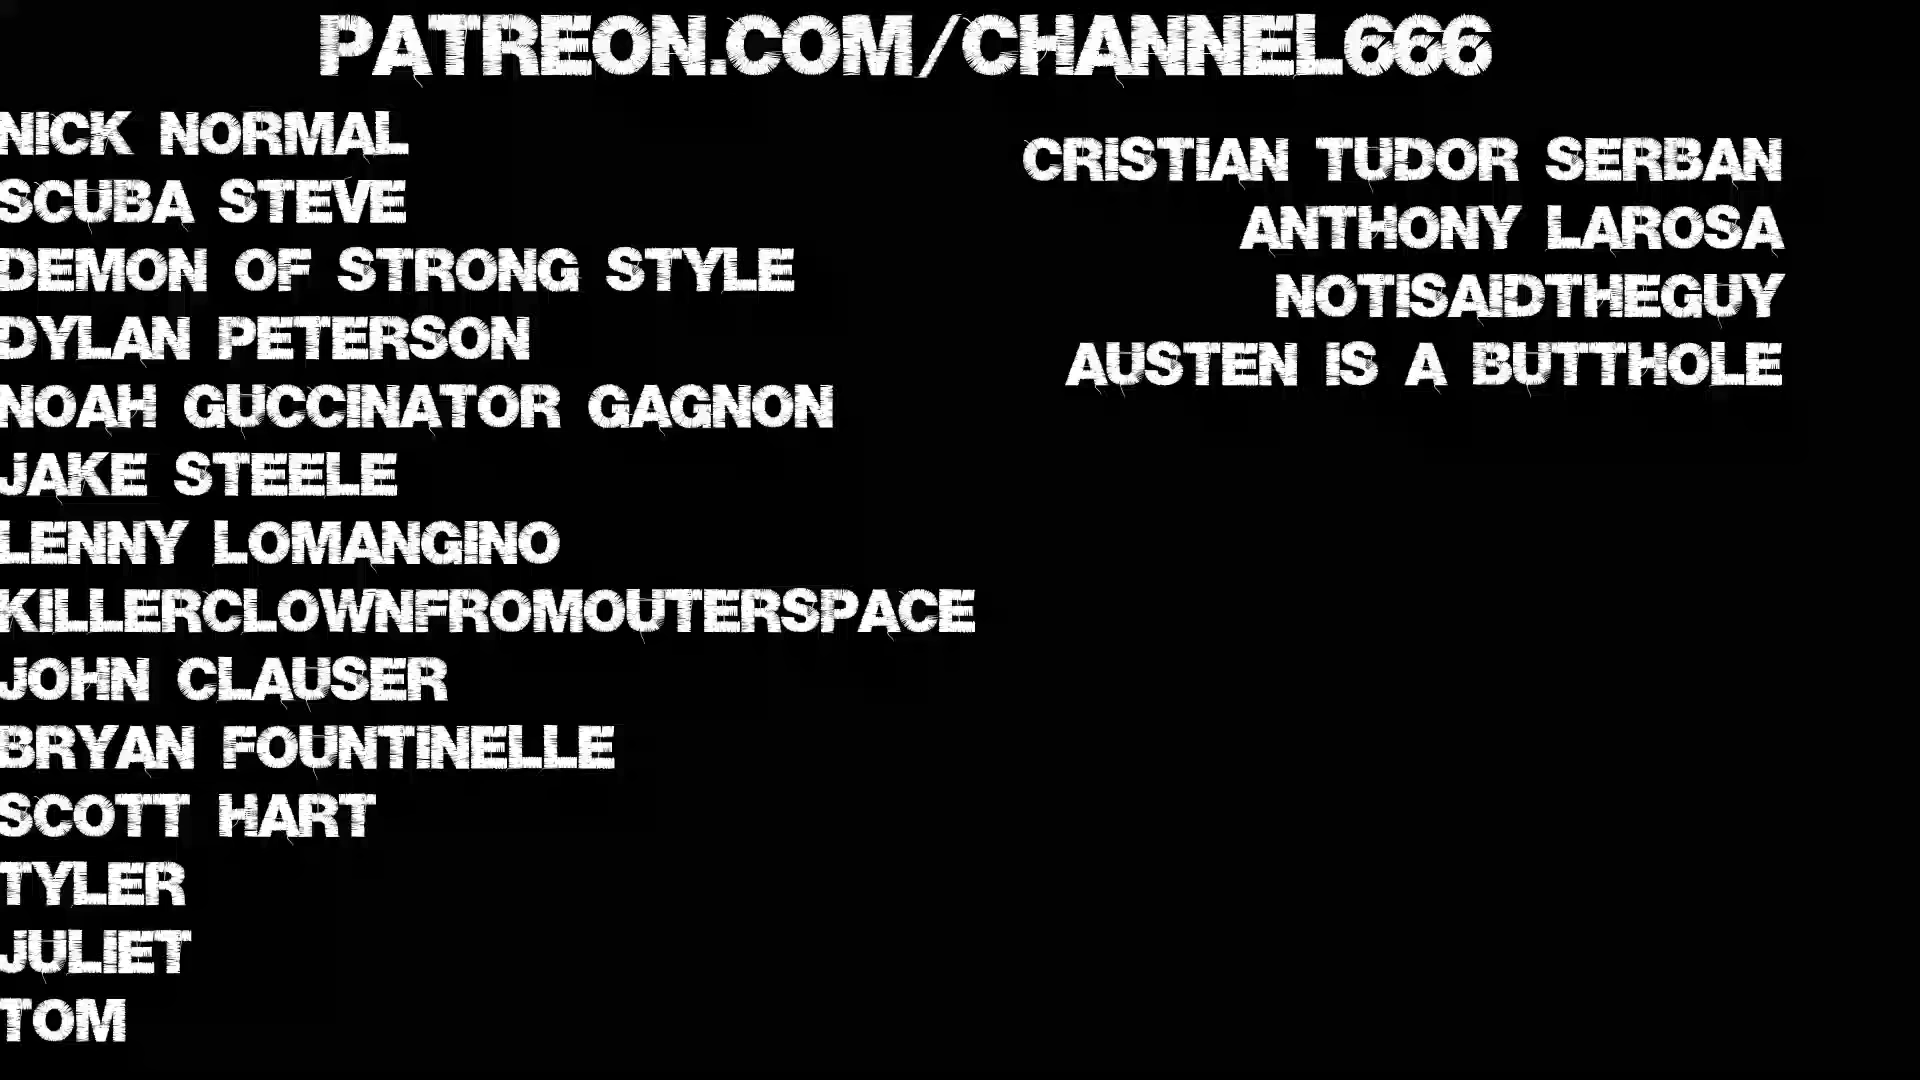 PATREON.COM/CHANNEL666
NICK NORMAL
SCUBA STEVE
DEMON OF STRONG STYLE
DYLAN PETERSON
NOAH GUCCINATOR GAGNON
JAKE STEELE
LENNY LOMANGINO
KILLERCLOWNFROMOUTERSPACE
JOHN CLAUSER
BRYAN FOUNTINELLE
SCOTT HART
TYLER
JULIET
TOM
CRISTIAN TUDOR SERBAN
ANTHONY LAROSA
NOTISAIDTHEGUY
AUSTEN IS A BUTTHOLE